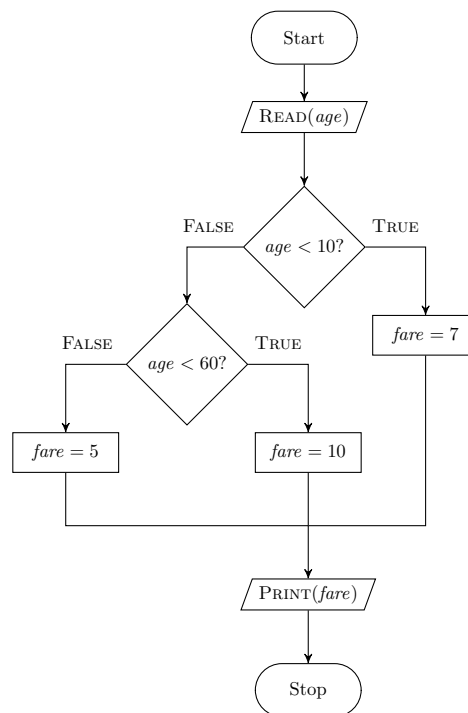 Start
READ(age)
FALSE
TRUE
age < 10?
fare = 7
FALSE
TRUE
age < 60?
fare = 5
fare = 10
PRINT(fare)
Stop